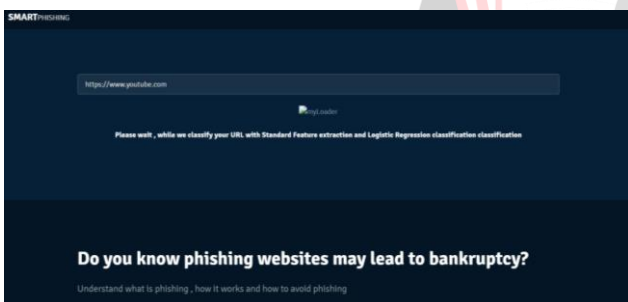 SMARTPHISHING
https://www.youtube.com
myLoader
Please wait , while we classify your URL with Standard Feature extraction and Logistic Regression classification classification
Do you know phishing websites may lead to bankruptcy?
Understand what is phishing , how it works and how to avoid phishing